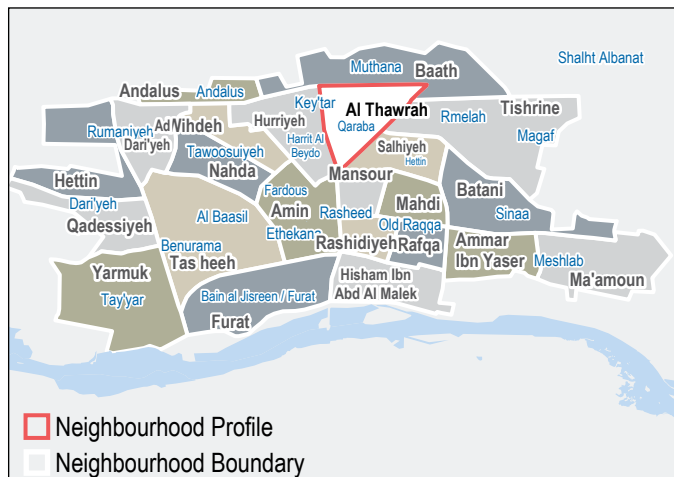 Shalht Albanat
Muthana
Baath
Andalus
Andalus
Key'tar
Al Thawrah
Qaraba
Rmelah
Tishrine
Magaf
Rumaniyeh
Ad
Dari'yeh
Wihdeh
Hurriyeh
Harrit Al
Beydo
Salhiyeh
Hettin
Tawoosuiyeh
Nahda
Mansour
Hettin
Dari'yeh
Qadessiyeh
Fardous
Amin
Ethekana
Rasheed
Rashidiyeh
Mahdi
Old Raqqa
Rafqa
Batani
Sinaa
Al Baasil
Benurama
Tas heeh
Ammar
Ibn Yaser
Meshlab
Ma'amoun
Yarmuk
Tay'yar
Bain al Jisreen / Furat
Furat
Hisham Ibn
Abd Al Malek
Neighbourhood Profile
Neighbourhood Boundary